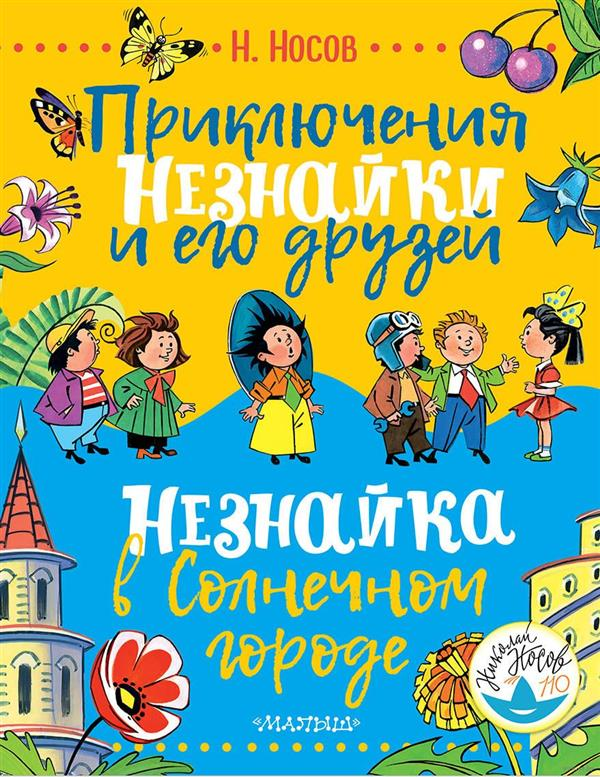 Н. Носов
Приключения
Незнайки
и его друзей
Незнайка
в Солнечном
городе
Николай
Носов
110
«МАЛЫШ»